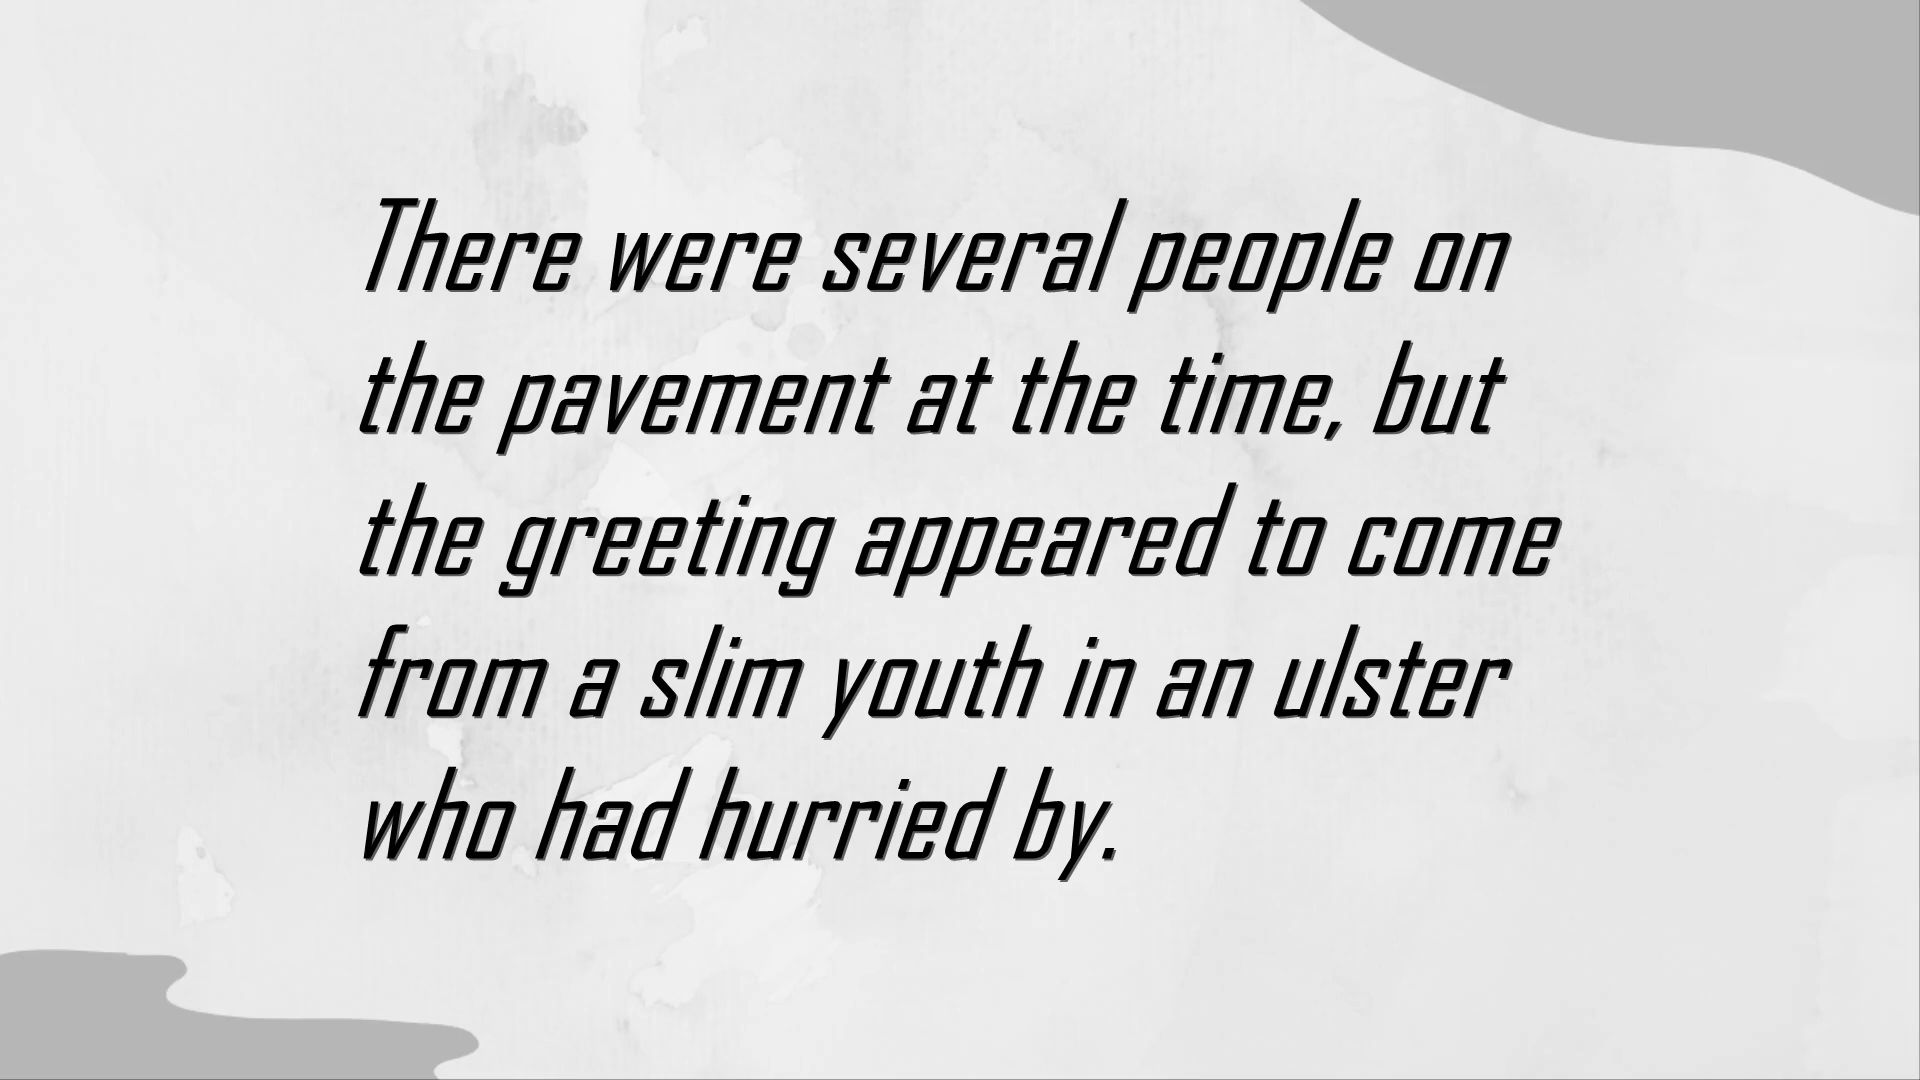 There were several people on
the pavement at the time, but
the greeting appeared to come
from a slim youth in an ulster
who had hurried by.